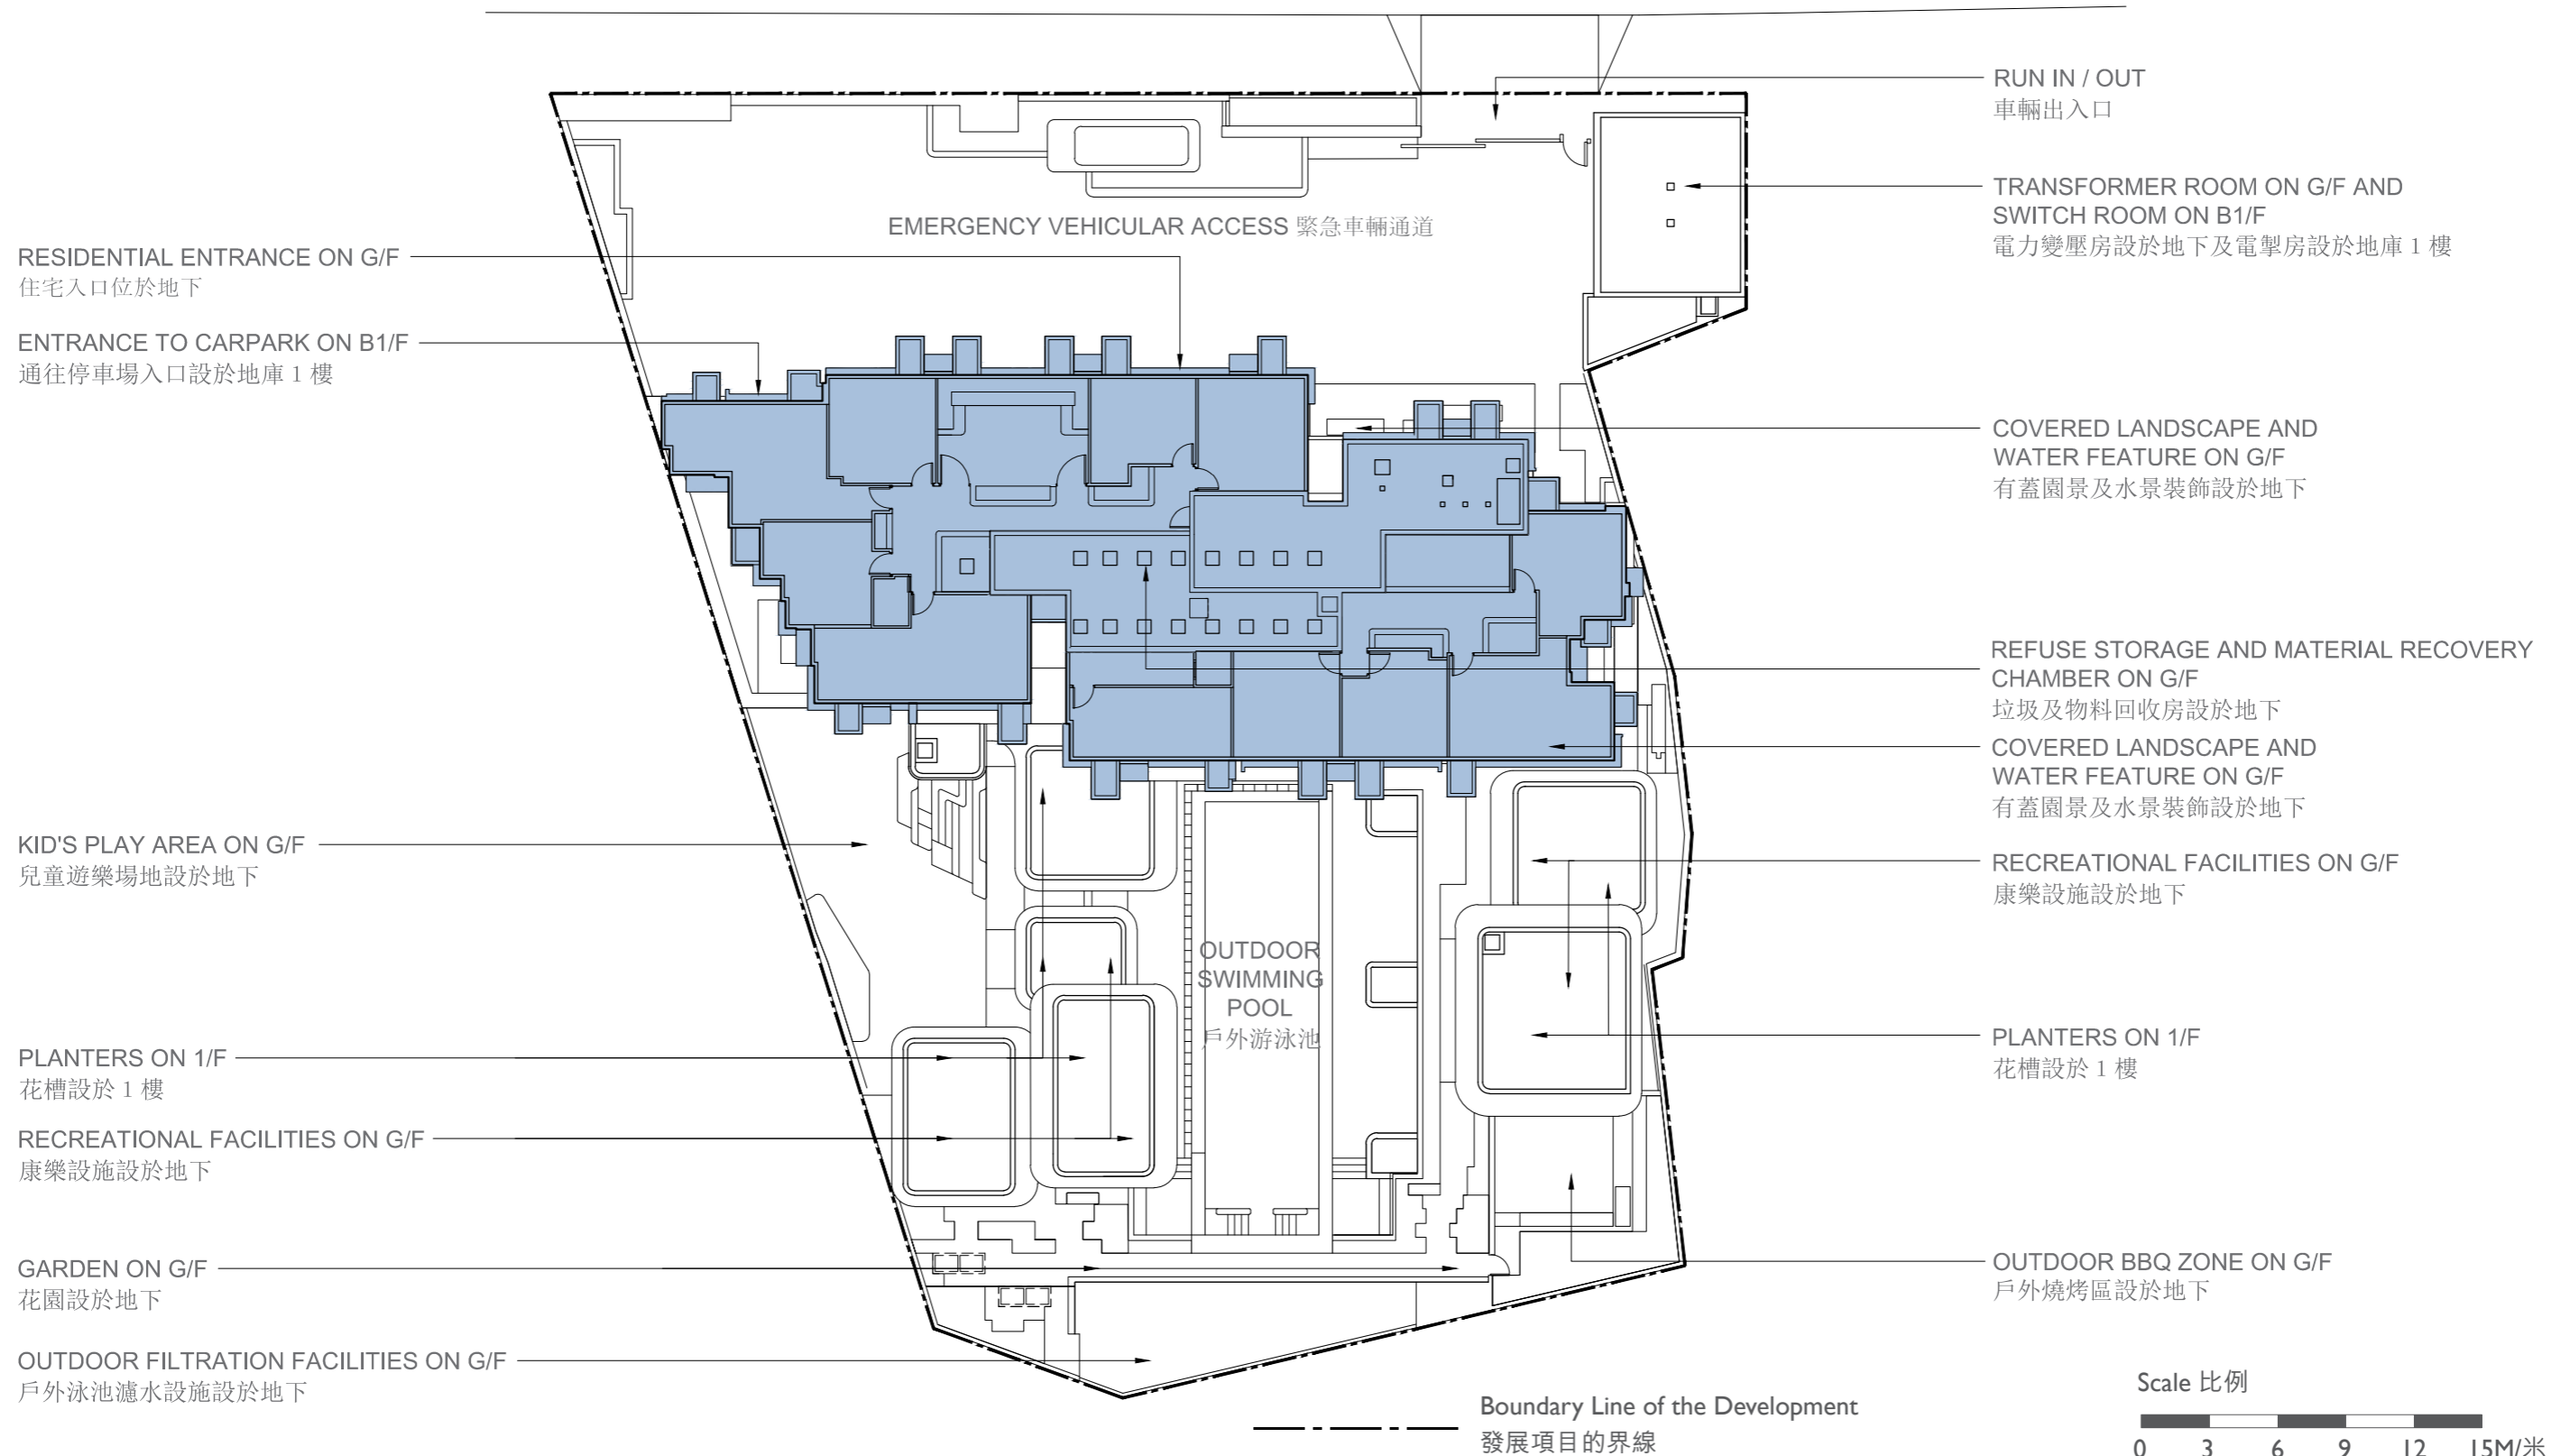 RUN IN / OUT
車輛出入口
TRANSFORMER ROOM ON G/F AND
SWITCH ROOM ON B1/F
電力變壓房設於地下及電掣房設於地庫 1 樓
EMERGENCY VEHICULAR ACCESS 緊急車輛通道
RESIDENTIAL ENTRANCE ON G/F
住宅入口位於地下
ENTRANCE TO CARPARK ON B1/F
通往停車場入口設於地庫 1 樓
COVERED LANDSCAPE AND
WATER FEATURE ON G/F
有蓋園景及水景裝飾設於地下
REFUSE STORAGE AND MATERIAL RECOVERY
CHAMBER ON G/F
垃圾及物料回收房設於地下
COVERED LANDSCAPE AND
WATER FEATURE ON G/F
有蓋園景及水景裝飾設於地下
KID'S PLAY AREA ON G/F
兒童遊樂場地設於地下
RECREATIONAL FACILITIES ON G/F
康樂設施設於地下
OUTDOOR
SWIMMING
POOL
戶外游泳池
PLANTERS ON 1/F
花槽設於 1 樓
PLANTERS ON 1/F
花槽設於 1 樓
RECREATIONAL FACILITIES ON G/F
康樂設施設於地下
GARDEN ON G/F
花園設於地下
OUTDOOR BBQ ZONE ON G/F
戶外燒烤區設於地下
OUTDOOR FILTRATION FACILITIES ON G/F
戶外泳池濾水設施設於地下
Boundary Line of the Development
發展項目的界線
Scale 比例
0 3 6 9 12 15M/米